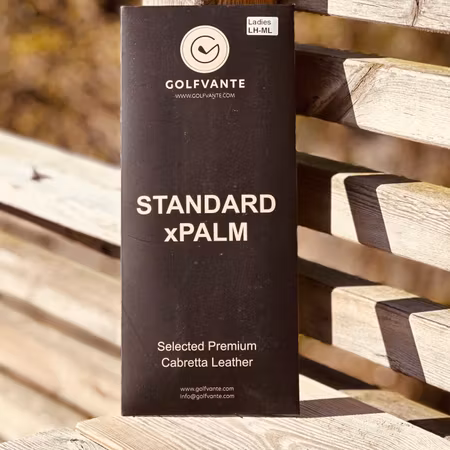 Ladies
LH-ML
GOLFVANTE
WWW.GOLFVANTE.COM
STANDARD
xPALM
Selected Premium
Cabretta Leather
www.golfvante.com
Info@golfvante.com